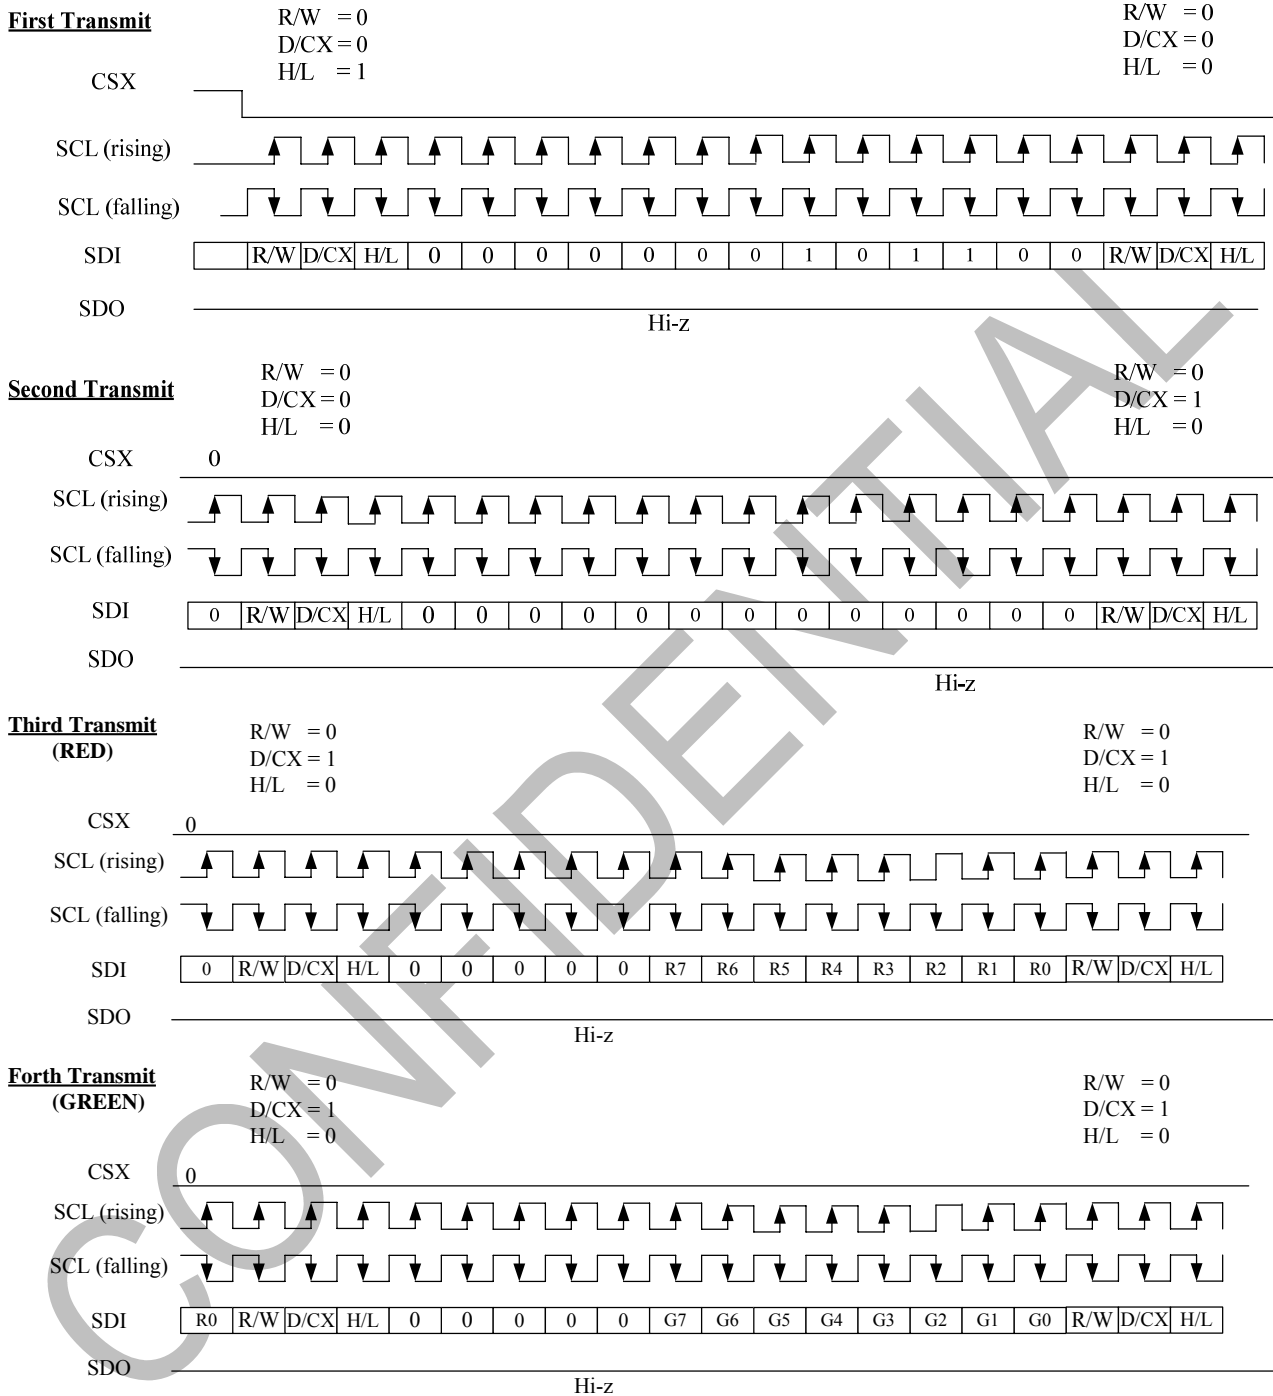 First Transmit
R/W = 0
D/CX = 0
H/L = 1
R/W = 0
D/CX = 0
H/L = 0
CSX
SCL (rising)
SCL (falling)
SDI R/W D/CX H/L 0 0 0 0 0 0 0 1 0 1 1 0 0 R/W D/CX H/L
SDO
Hi-z
Second Transmit
R/W = 0
D/CX = 0
H/L = 0
R/W = 0
D/CX = 1
H/L = 0
CSX 0
SCL (rising)
SCL (falling)
SDI 0 R/W D/CX H/L 0 0 0 0 0 0 0 0 0 0 0 0 0 R/W D/CX H/L
SDO
Hi-z
Third Transmit
(RED)
R/W = 0
D/CX = 1
H/L = 0
R/W = 0
D/CX = 1
H/L = 0
CSX 0
SCL (rising)
SCL (falling)
SDI 0 R/W D/CX H/L 0 0 0 0 0 R7 R6 R5 R4 R3 R2 R1 R0 R/W D/CX H/L
SDO
Hi-z
Forth Transmit
(GREEN)
R/W = 0
D/CX = 1
H/L = 0
R/W = 0
D/CX = 1
H/L = 0
CSX 0
SCL (rising)
SCL (falling)
SDI R0 R/W D/CX H/L 0 0 0 0 0 G7 G6 G5 G4 G3 G2 G1 G0 R/W D/CX H/L
SDO
Hi-z
CONFIDENTIAL